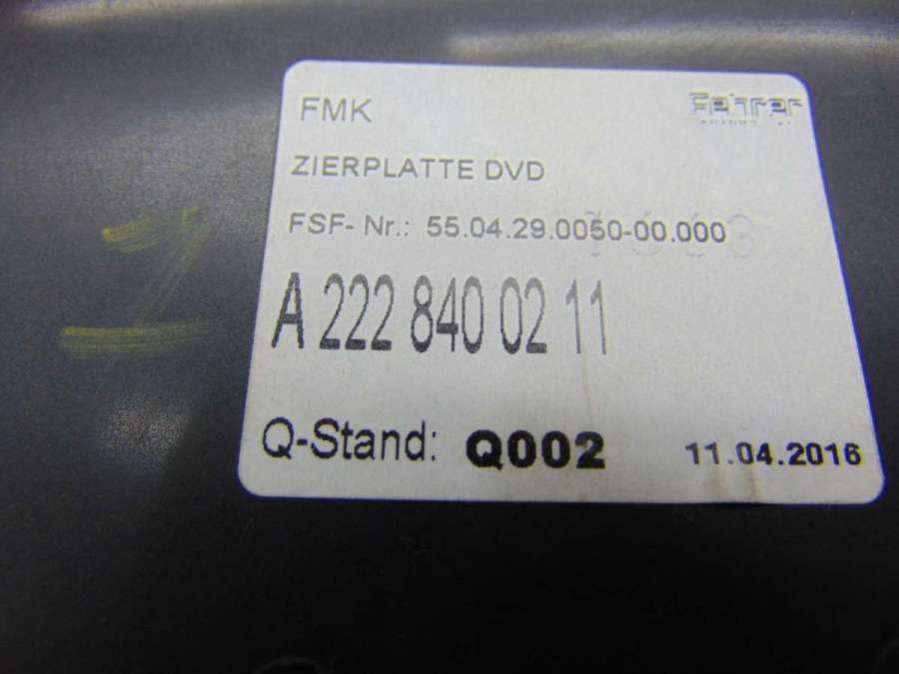 FMK
Fehrer
ZIERPLATTE DVD
FSF- Nr.: 55.04.29.0050-00.000
A 222 840 02 11
Q-Stand: Q002 11.04.2016